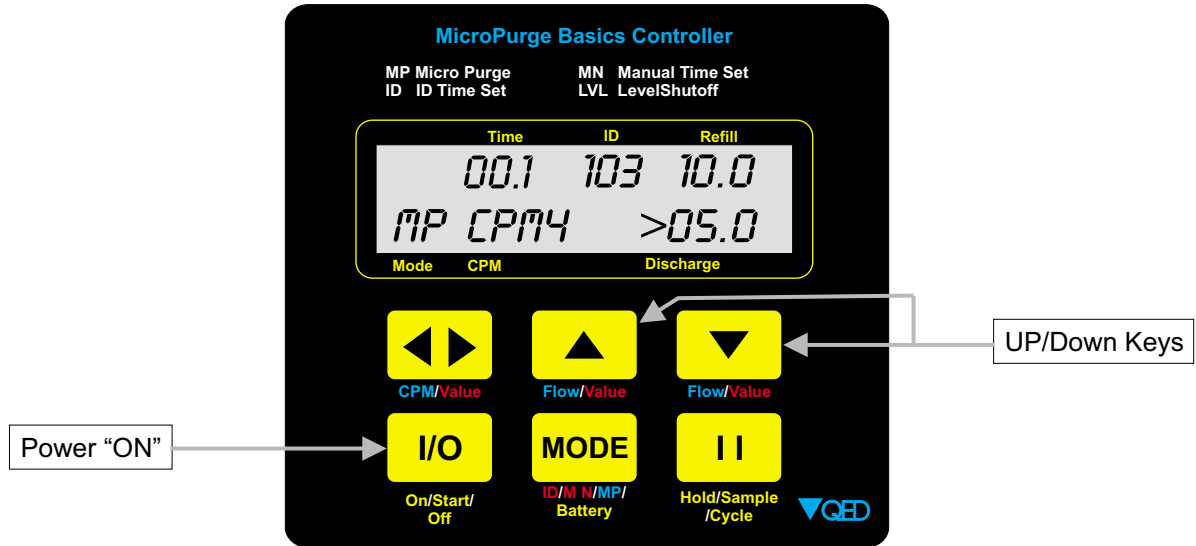 MicroPurge Basics Controller
MP Micro Purge MN Manual Time Set
ID ID Time Set LVL LevelShutoff
Time ID Refill
00.1 103 10.0
MP CPM4 >05.0
Mode CPM Discharge
UP/Down Keys
CPM/Value Flow/Value Flow/Value
Power “ON”
I/O MODE I I
On/Start/
Off
ID/M N/MP/
Battery
Hold/Sample
/Cycle
QED